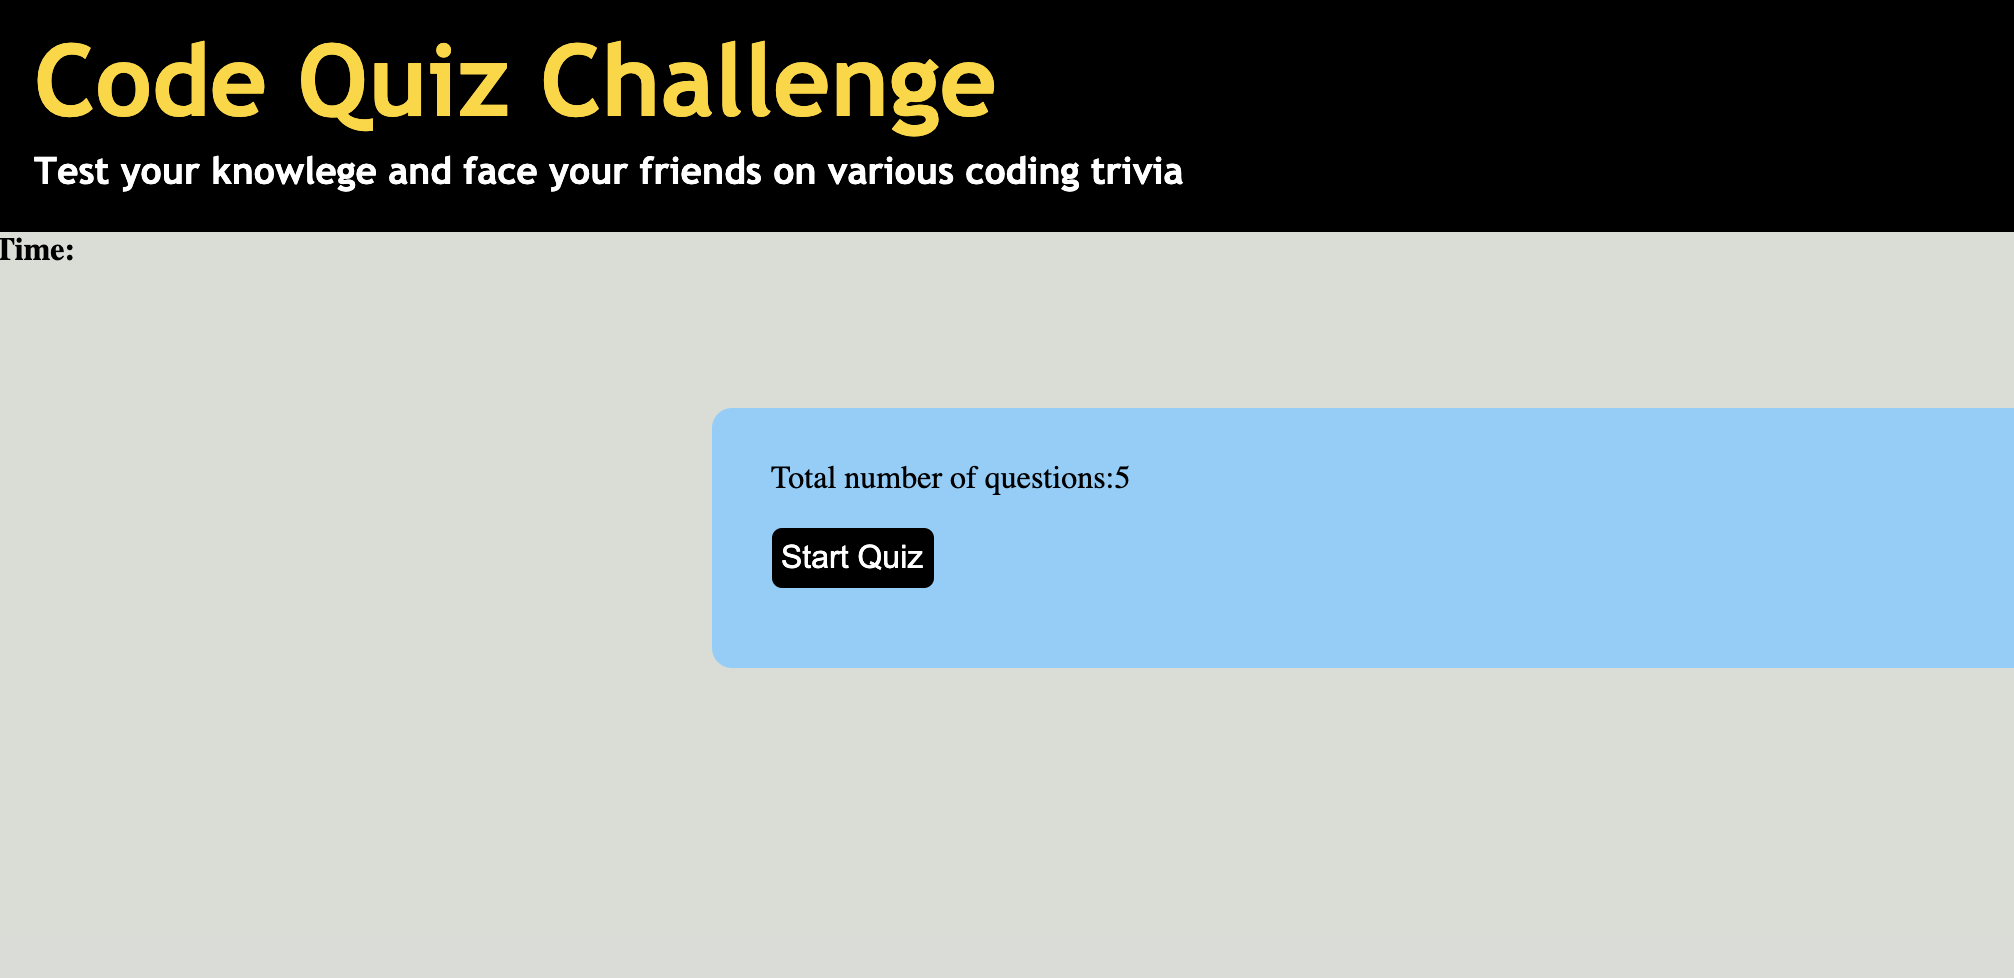 Code Quiz Challenge
Test your knowlege and face your friends on various coding trivia
Time:
Total number of questions:5
Start Quiz